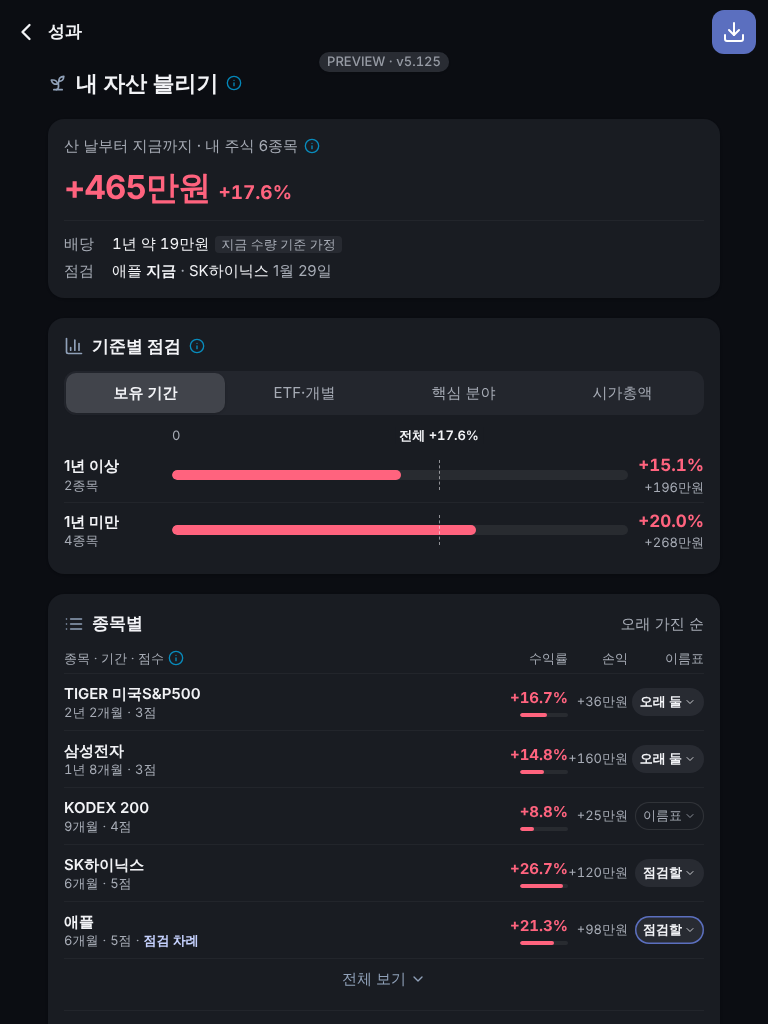 성과
PREVIEW · v5.125
내 자산 불리기
산 날부터 지금까지 · 내 주식 6종목
+465만원 +17.6%
배당 1년 약 19만원 지금 수량 기준 가정
점검 애플 지금 · SK하이닉스 1월 29일
기준별 점검
보유 기간 ETF·개별 핵심 분야 시가총액
0 전체 +17.6%
1년 이상 +15.1%
2종목 +196만원
1년 미만 +20.0%
4종목 +268만원
종목별 오래 가진 순
종목 · 기간 · 점수 수익률 손익 이름표
TIGER 미국S&P500 +16.7% +36만원 오래 둘
2년 2개월 · 3점
삼성전자 +14.8% +160만원 오래 둘
1년 8개월 · 3점
KODEX 200 +8.8% +25만원 이름표
9개월 · 4점
SK하이닉스 +26.7% +120만원 점검할
6개월 · 5점
애플 +21.3% +98만원 점검할
6개월 · 5점 · 점검 차례
전체 보기